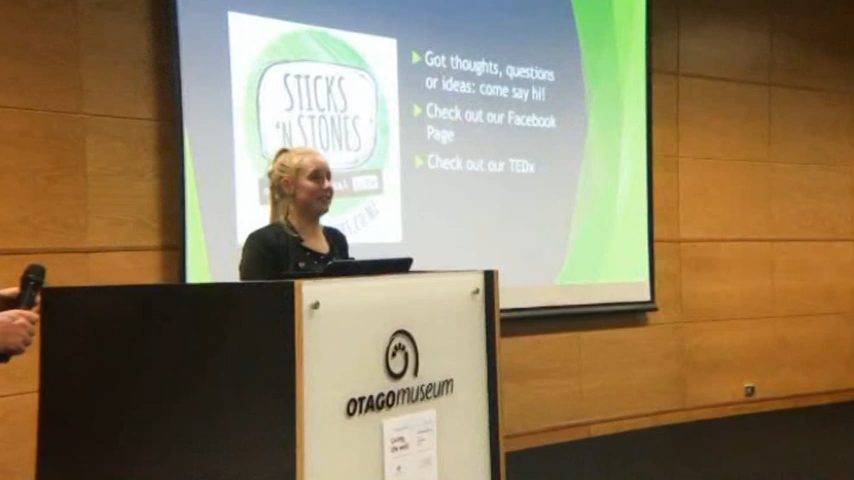 STICKS
'N STONES
Got thoughts, questions
or ideas: come say hi!
Check out our Facebook
Page
Check out our TEDx
OTAGOmuseum